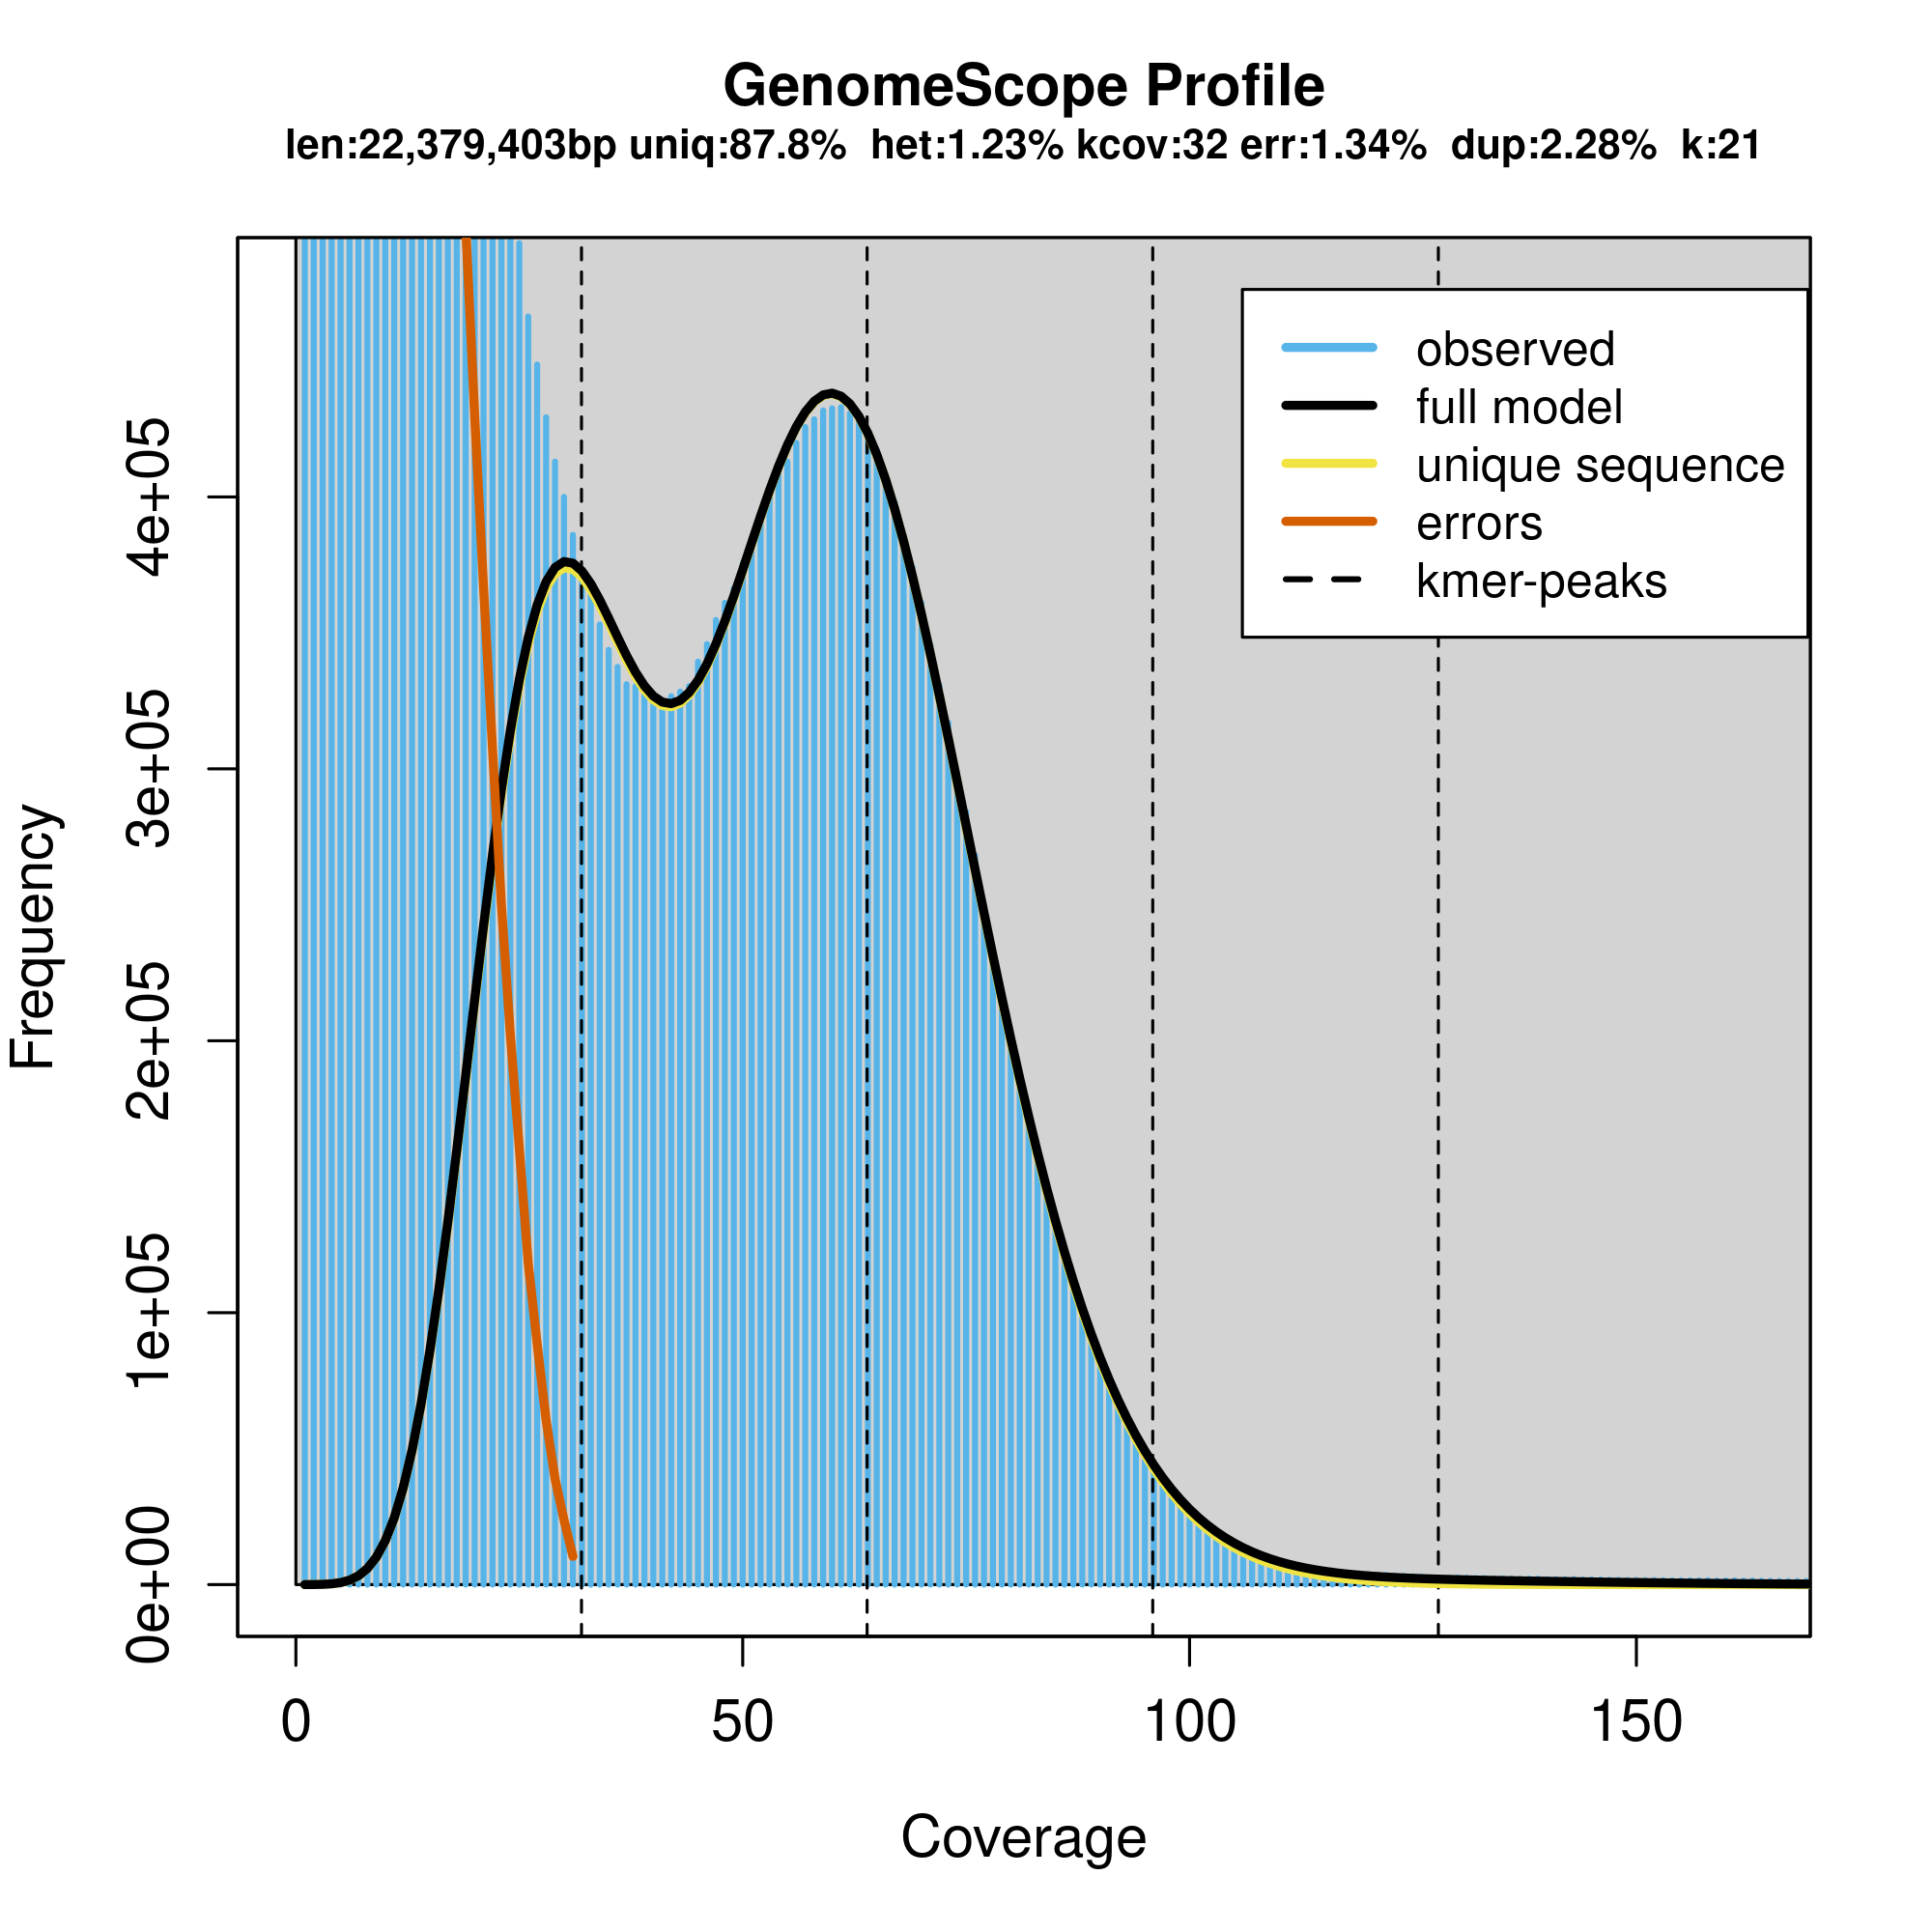 GenomeScope Profile
len:22,379,403bp uniq:87.8% het:1.23% kcov:32 err:1.34% dup:2.28% k:21
observed
full model
unique sequence
errors
kmer-peaks
Frequency
4e+05
3e+05
2e+05
1e+05
0e+00
0 50 100 150
Coverage